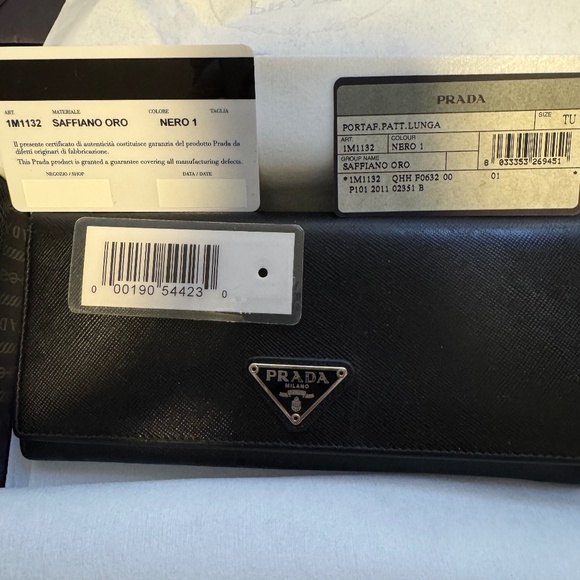 ART. MATERIALE COLORE TAGLIA
1M1132 SAFFIANO ORO NERO 1
Il presente certificato di autenticità costituisce garanzia del prodotto Prada da
difetti originari di fabbricazione.
This Prada product is granted a guarantee covering all manufacturing defects.
NEGOZIO / SHOP DATA / DATE
PRADA
PORTAF.PATT.LUNGA SIZE TU
ART. COLOUR
1M1132 NERO 1
GROUP NAME
SAFFIANO ORO
8 033353 269451
*1M1132 QHH F0632 00 01 *
P101 2011 02351 B
0 00190 54423 0
PRADA
MILANO